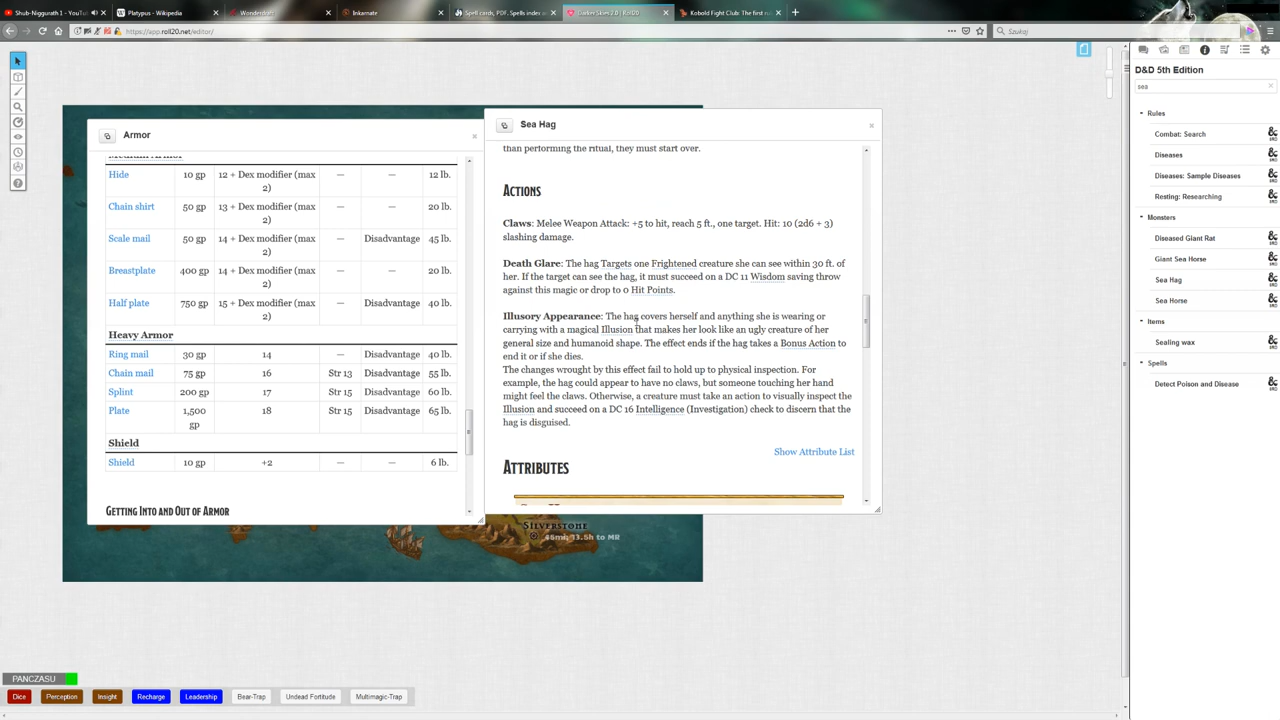 Shub-Niggurath 1 - YouT
Platypus - Wikipedia
Wonderdraft
Inkarnate
Spell cards, PDF. Spells index
Darker Skies 2.0 | Roll20
Kobold Fight Club: The first
https://app.roll20.net/editor/
Szukaj
D&D 5th Edition
sea
Rules
Combat: Search
Diseases
Diseases: Sample Diseases
Resting: Researching
Monsters
Diseased Giant Rat
Giant Sea Horse
Sea Hag
Sea Horse
Items
Sealing wax
Spells
Detect Poison and Disease
Armor
Medium Armor
Hide 10 gp 12 + Dex modifier (max 2) — — 12 lb.
Chain shirt 50 gp 13 + Dex modifier (max 2) — — 20 lb.
Scale mail 50 gp 14 + Dex modifier (max 2) — Disadvantage 45 lb.
Breastplate 400 gp 14 + Dex modifier (max 2) — — 20 lb.
Half plate 750 gp 15 + Dex modifier (max 2) — Disadvantage 40 lb.
Heavy Armor
Ring mail 30 gp 14 — Disadvantage 40 lb.
Chain mail 75 gp 16 Str 13 Disadvantage 55 lb.
Splint 200 gp 17 Str 15 Disadvantage 60 lb.
Plate 1,500 gp 18 Str 15 Disadvantage 65 lb.
Shield
Shield 10 gp +2 — — 6 lb.
Getting Into and Out of Armor
Sea Hag
than performing the ritual, they must start over.
Actions
Claws: Melee Weapon Attack: +5 to hit, reach 5 ft., one target. Hit: 10 (2d6 + 3)
slashing damage.
Death Glare: The hag Targets one Frightened creature she can see within 30 ft. of
her. If the target can see the hag, it must succeed on a DC 11 Wisdom saving throw
against this magic or drop to 0 Hit Points.
Illusory Appearance: The hag covers herself and anything she is wearing or
carrying with a magical Illusion that makes her look like an ugly creature of her
general size and humanoid shape. The effect ends if the hag takes a Bonus Action to
end it or if she dies.
The changes wrought by this effect fail to hold up to physical inspection. For
example, the hag could appear to have no claws, but someone touching her hand
might feel the claws. Otherwise, a creature must take an action to visually inspect the
Illusion and succeed on a DC 16 Intelligence (Investigation) check to discern that the
hag is disguised.
Show Attribute List
Attributes
Silverstone
46mi; 13.5h to MR
PANCZASU
Dice Perception Insight Recharge Leadership Bear-Trap Undead Fortitude Multimagic-Trap